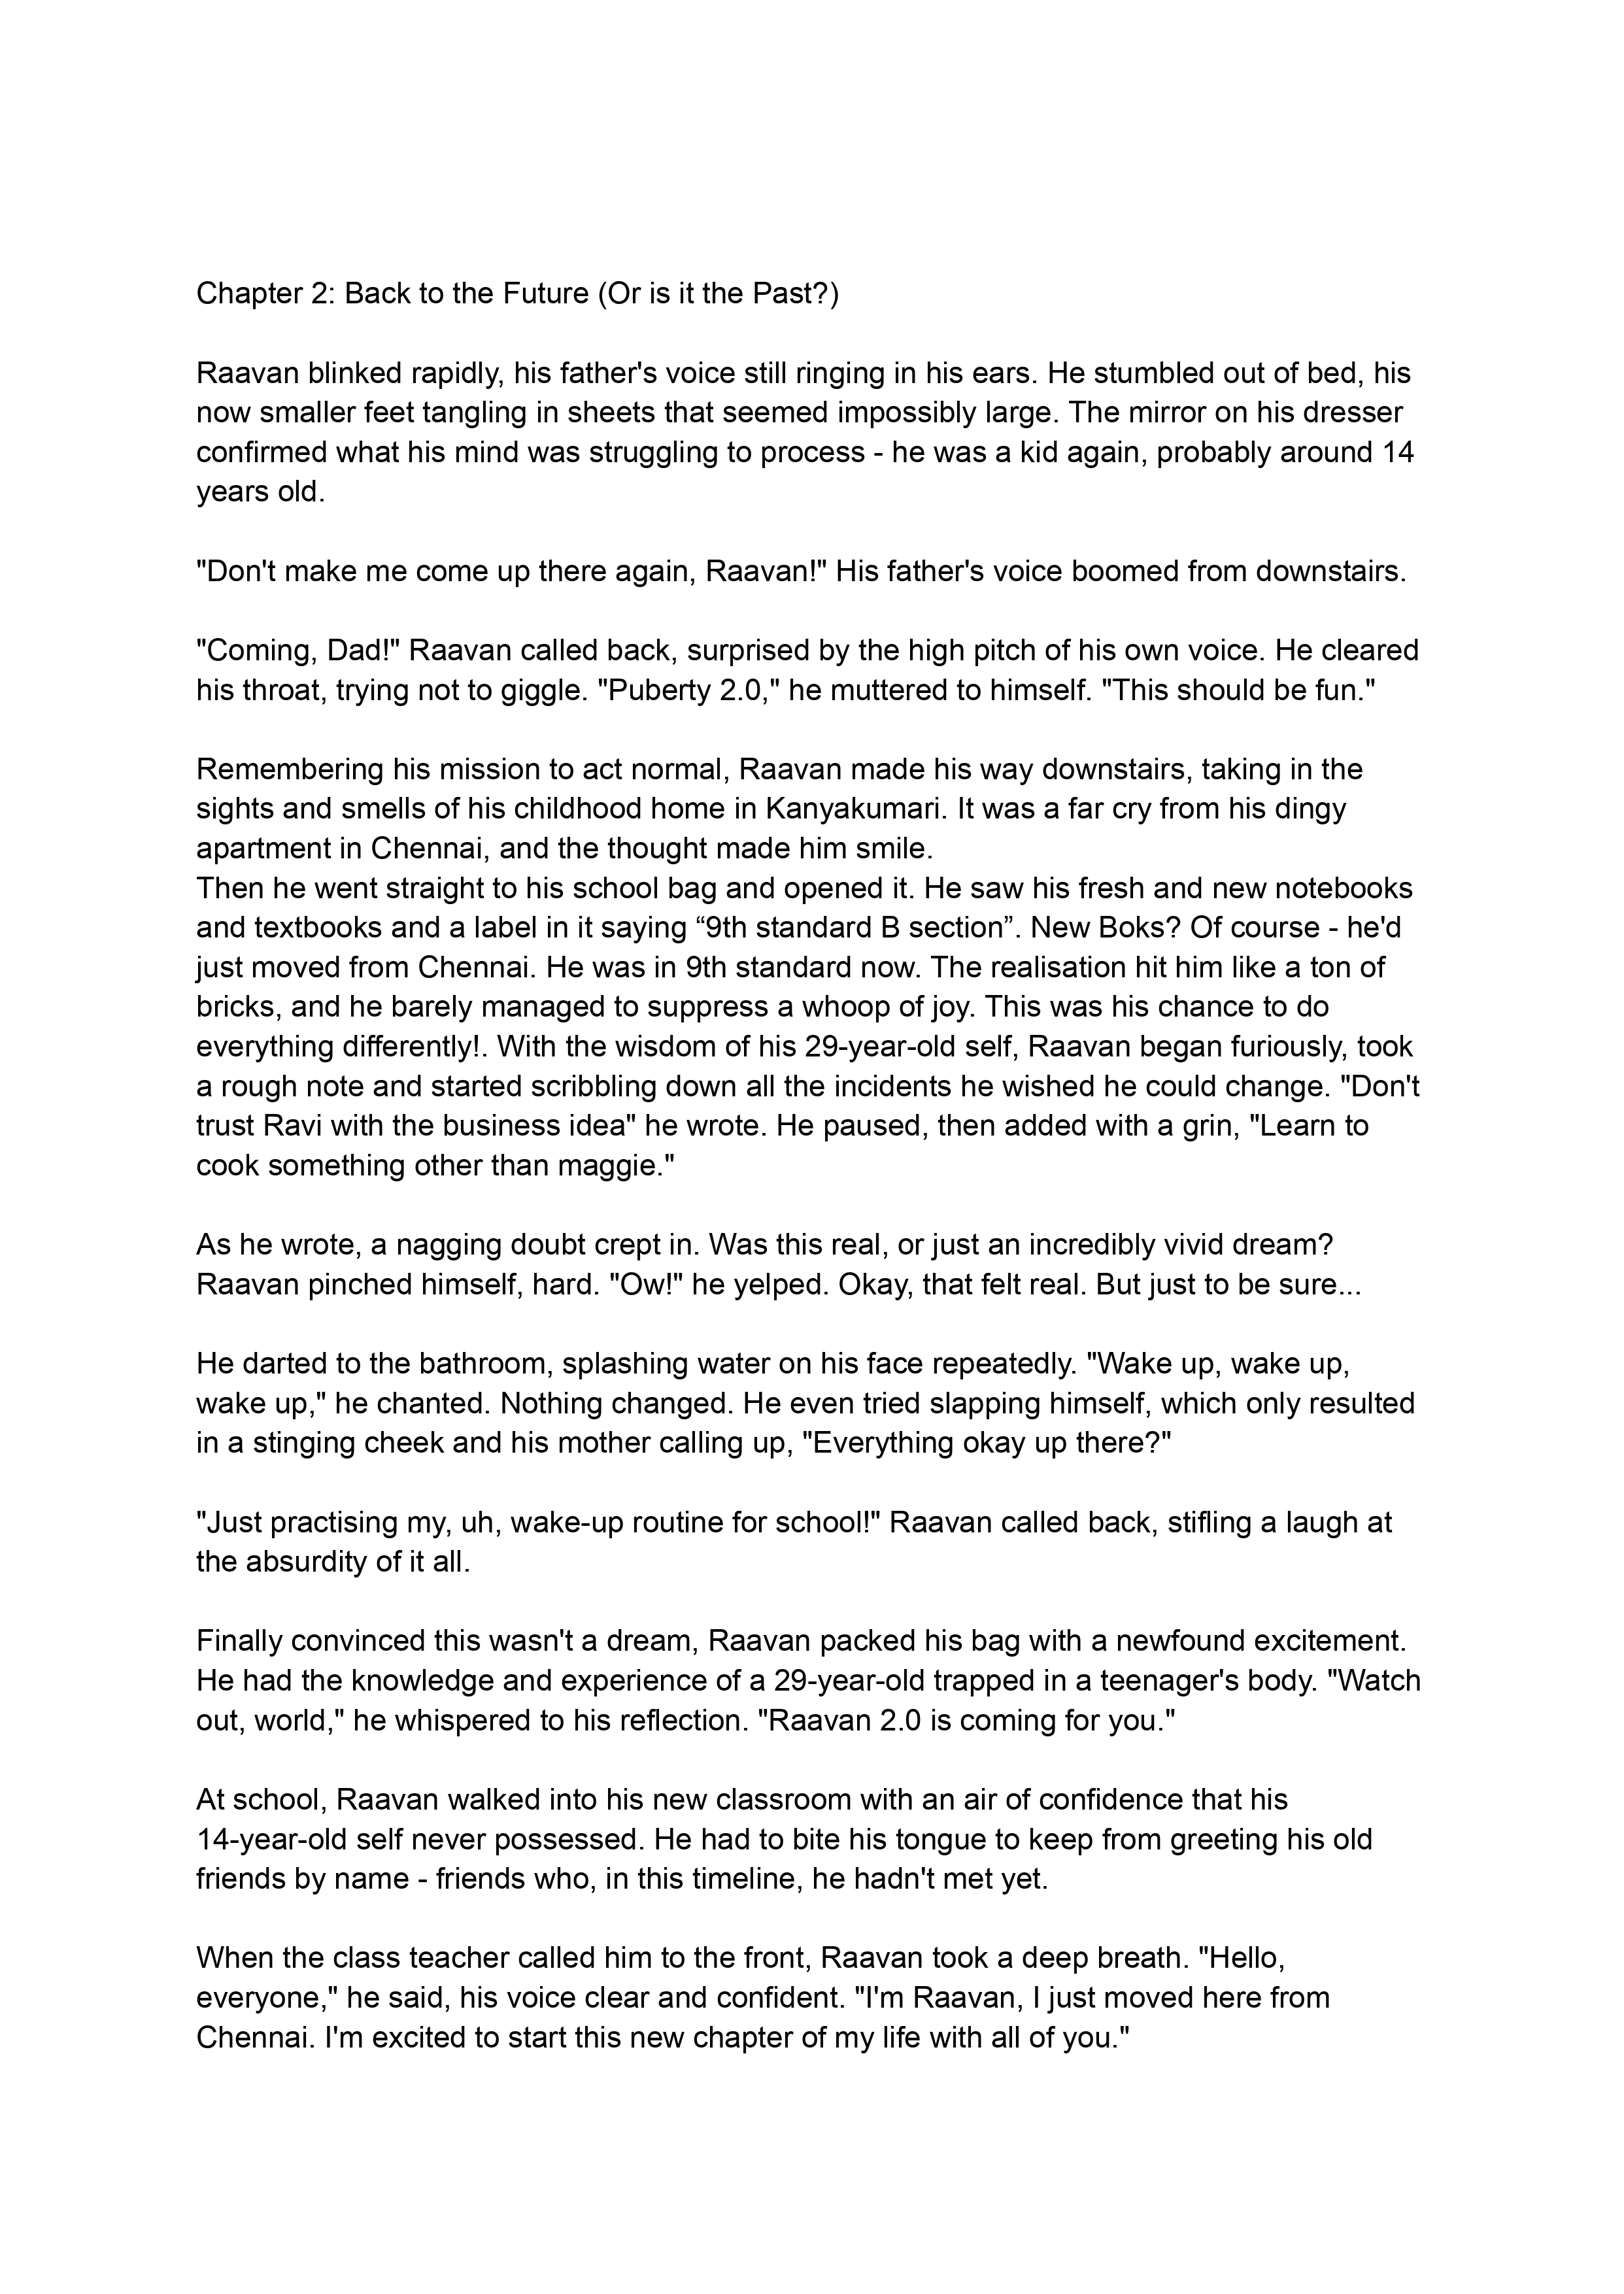 Chapter 2: Back to the Future (Or is it the Past?)
Raavan blinked rapidly, his father's voice still ringing in his ears. He stumbled out of bed, his
now smaller feet tangling in sheets that seemed impossibly large. The mirror on his dresser
confirmed what his mind was struggling to process - he was a kid again, probably around 14
years old.
"Don't make me come up there again, Raavan!" His father's voice boomed from downstairs.
"Coming, Dad!" Raavan called back, surprised by the high pitch of his own voice. He cleared
his throat, trying not to giggle. "Puberty 2.0," he muttered to himself. "This should be fun."
Remembering his mission to act normal, Raavan made his way downstairs, taking in the
sights and smells of his childhood home in Kanyakumari. It was a far cry from his dingy
apartment in Chennai, and the thought made him smile.
Then he went straight to his school bag and opened it. He saw his fresh and new notebooks
and textbooks and a label in it saying “9th standard B section”. New Boks? Of course - he'd
just moved from Chennai. He was in 9th standard now. The realisation hit him like a ton of
bricks, and he barely managed to suppress a whoop of joy. This was his chance to do
everything differently!. With the wisdom of his 29-year-old self, Raavan began furiously, took
a rough note and started scribbling down all the incidents he wished he could change. "Don't
trust Ravi with the business idea" he wrote. He paused, then added with a grin, "Learn to
cook something other than maggie."
As he wrote, a nagging doubt crept in. Was this real, or just an incredibly vivid dream?
Raavan pinched himself, hard. "Ow!" he yelped. Okay, that felt real. But just to be sure...
He darted to the bathroom, splashing water on his face repeatedly. "Wake up, wake up,
wake up," he chanted. Nothing changed. He even tried slapping himself, which only resulted
in a stinging cheek and his mother calling up, "Everything okay up there?"
"Just practising my, uh, wake-up routine for school!" Raavan called back, stifling a laugh at
the absurdity of it all.
Finally convinced this wasn't a dream, Raavan packed his bag with a newfound excitement.
He had the knowledge and experience of a 29-year-old trapped in a teenager's body. "Watch
out, world," he whispered to his reflection. "Raavan 2.0 is coming for you."
At school, Raavan walked into his new classroom with an air of confidence that his
14-year-old self never possessed. He had to bite his tongue to keep from greeting his old
friends by name - friends who, in this timeline, he hadn't met yet.
When the class teacher called him to the front, Raavan took a deep breath. "Hello,
everyone," he said, his voice clear and confident. "I'm Raavan, I just moved here from
Chennai. I'm excited to start this new chapter of my life with all of you."